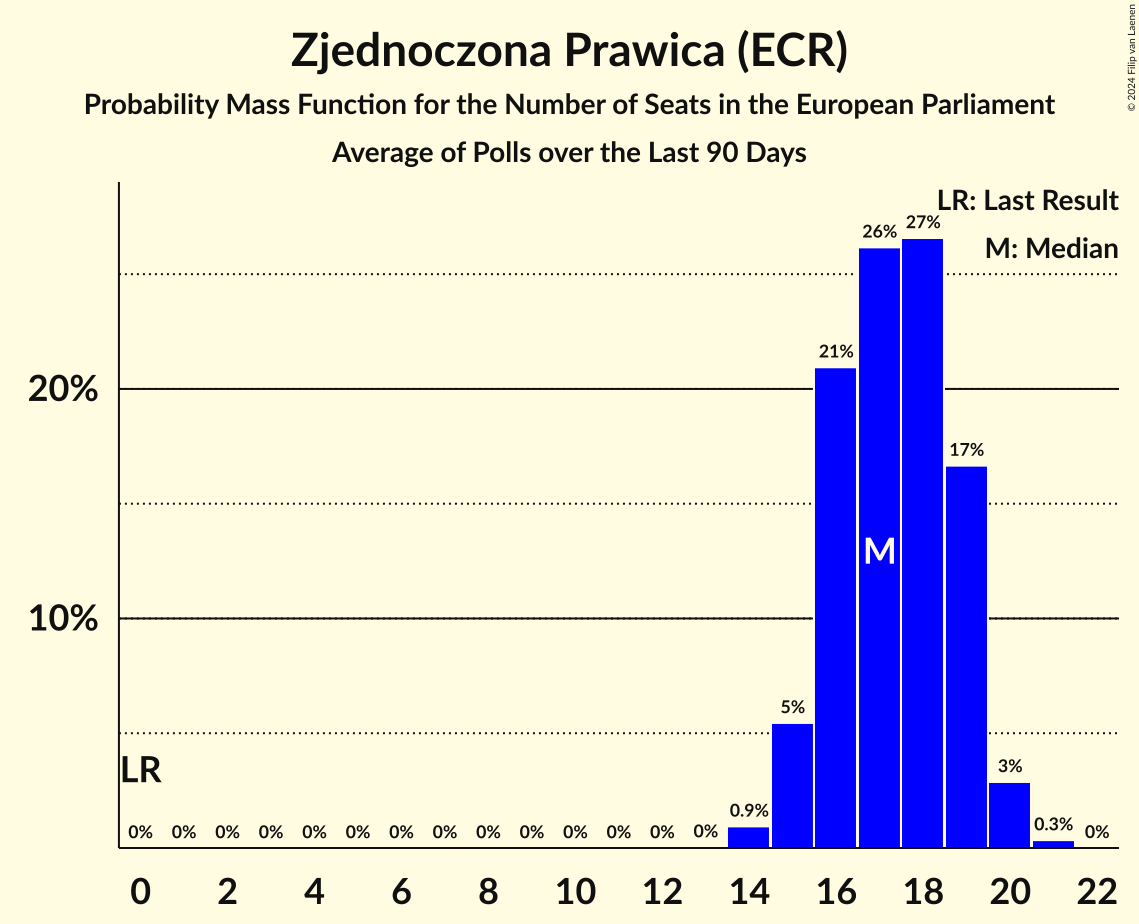 Zjednoczona Prawica (ECR)
Probability Mass Function for the Number of Seats in the European Parliament
Average of Polls over the Last 90 Days
© 2024 Filip van Laenen
LR: Last Result
M: Median
27%
26%
21%
20%
17%
M
10%
5%
LR
3%
0.9%
0.3%
0% 0% 0% 0% 0% 0% 0% 0% 0% 0% 0% 0% 0% 0% 0%
0 2 4 6 8 10 12 14 16 18 20 22